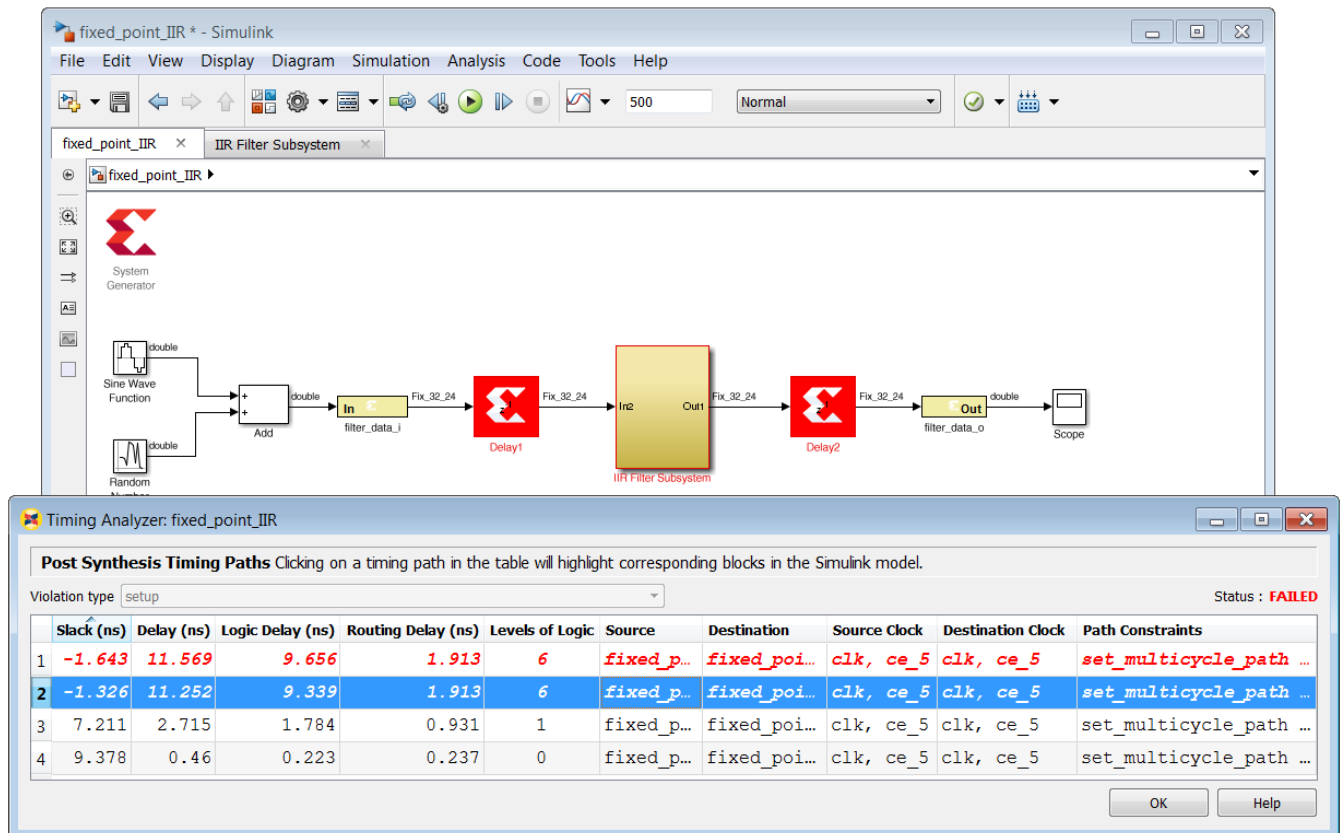 fixed_point_IIR * - Simulink
File Edit View Display Diagram Simulation Analysis Code Tools Help
500 Normal
fixed_point_IIR × IIR Filter Subsystem ×
fixed_point_IIR
System
Generator
double
Sine Wave
Function
double
Random
Number
+
+
Add
double
In
filter_data_i
Fix_32_24
Delay1
Fix_32_24
In2 Out1
IIR Filter Subsystem
Fix_32_24
Delay2
Fix_32_24
Out
filter_data_o
double
Scope
Timing Analyzer: fixed_point_IIR
Post Synthesis Timing Paths Clicking on a timing path in the table will highlight corresponding blocks in the Simulink model.
Violation type setup Status : FAILED
Slack (ns) Delay (ns) Logic Delay (ns) Routing Delay (ns) Levels of Logic Source Destination Source Clock Destination Clock Path Constraints
1 -1.643 11.569 9.656 1.913 6 fixed_p... fixed_poi... clk, ce_5 clk, ce_5 set_multicycle_path ...
2 -1.326 11.252 9.339 1.913 6 fixed_p... fixed_poi... clk, ce_5 clk, ce_5 set_multicycle_path ...
3 7.211 2.715 1.784 0.931 1 fixed_p... fixed_poi... clk, ce_5 clk, ce_5 set_multicycle_path ...
4 9.378 0.46 0.223 0.237 0 fixed_p... fixed_poi... clk, ce_5 clk, ce_5 set_multicycle_path ...
OK Help